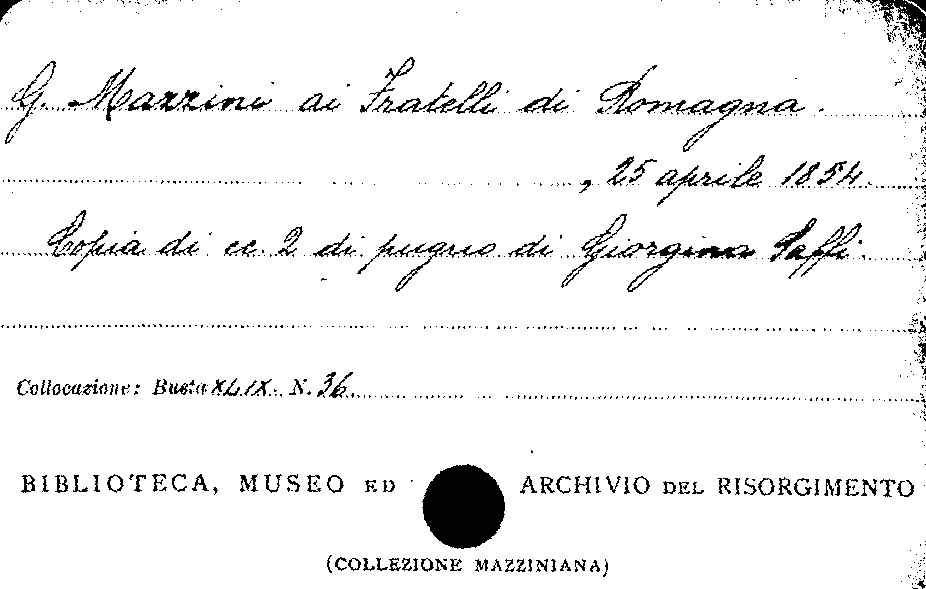 G. Mazzini ai Fratelli di Romagna.
, 25 aprile 1854.
Copia di cc. 2 di pugno di Giorgina Saffi.
Collocazione: Busta XLIX. N. 36.
BIBLIOTECA, MUSEO ED ARCHIVIO DEL RISORGIMENTO
(COLLEZIONE MAZZINIANA)